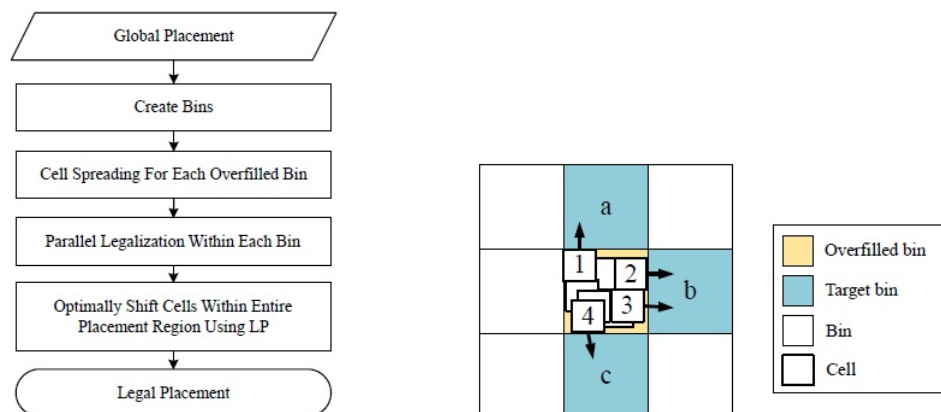 Global Placement
Create Bins
Cell Spreading For Each Overfilled Bin
Parallel Legalization Within Each Bin
Optimally Shift Cells Within Entire
Placement Region Using LP
Legal Placement
a
1
2
b
3
4
c
Overfilled bin
Target bin
Bin
Cell